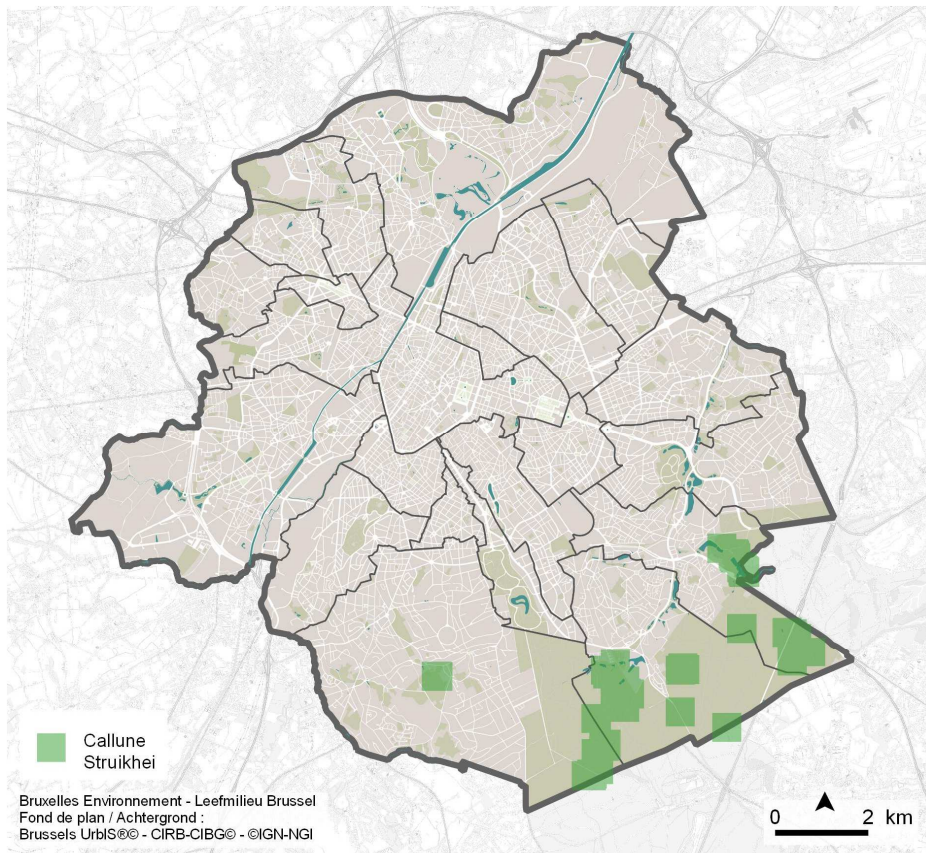 Callune
Struikhei
Bruxelles Environnement - Leefmilieu Brussel
Fond de plan / Achtergrond :
Brussels UrbIS®© - CIRB-CIBG© - ©IGN-NGI
0 2 km